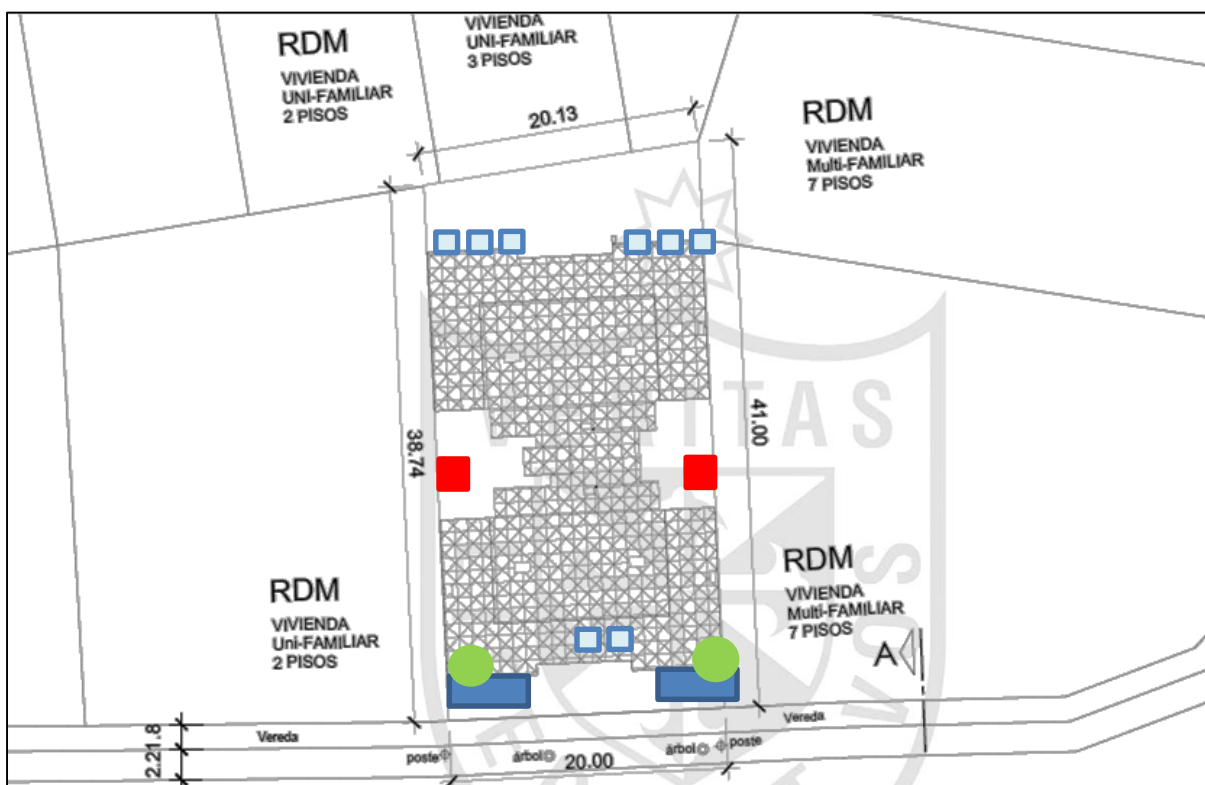 RDM
VIVIENDA
UNI-FAMILIAR
2 PISOS
VIVIENDA
UNI-FAMILIAR
3 PISOS
20.13
RDM
VIVIENDA
Multi-FAMILIAR
7 PISOS
38.74
41.00
RDM
VIVIENDA
Uni-FAMILIAR
2 PISOS
RDM
VIVIENDA
Multi-FAMILIAR
7 PISOS
A
Vereda
Vereda
2.21.8
poste
árbol
20.00
árbol
poste